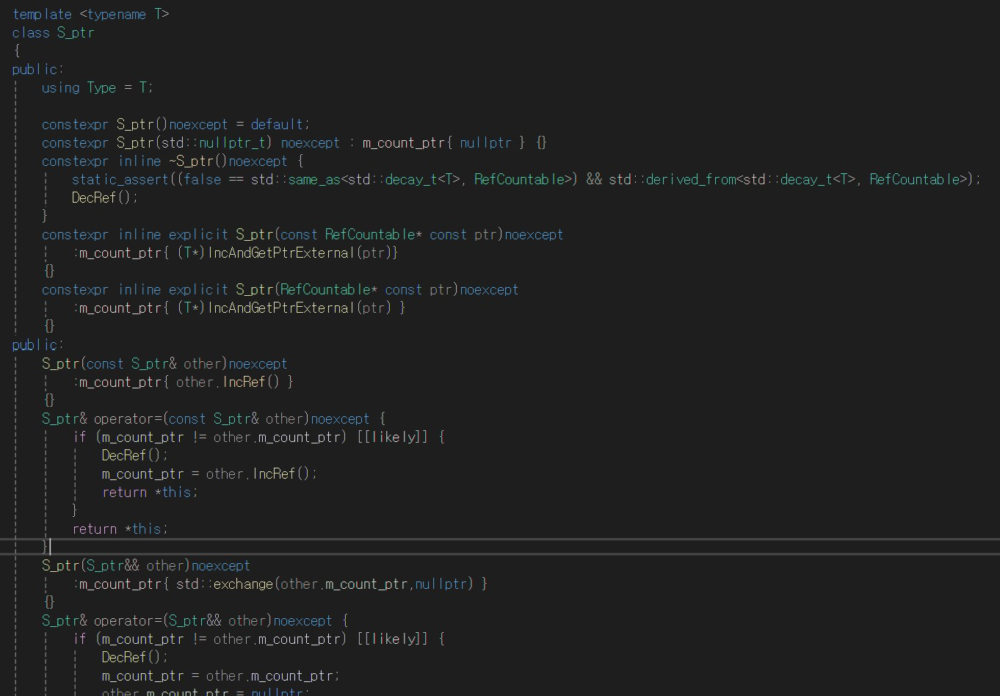 template <typename T>
class S_ptr
{
public:
using Type = T;
constexpr S_ptr()noexcept = default;
constexpr S_ptr(std::nullptr_t) noexcept : m_count_ptr{ nullptr } {}
constexpr inline ~S_ptr()noexcept {
static_assert((false == std::same_as<std::decay_t<T>, RefCountable>) && std::derived_from<std::decay_t<T>, RefCountable>);
DecRef();
}
constexpr inline explicit S_ptr(const RefCountable* const ptr)noexcept
:m_count_ptr{ (T*)IncAndGetPtrExternal(ptr)}
{}
constexpr inline explicit S_ptr(RefCountable* const ptr)noexcept
:m_count_ptr{ (T*)IncAndGetPtrExternal(ptr) }
{}
public:
S_ptr(const S_ptr& other)noexcept
:m_count_ptr{ other.IncRef() }
{}
S_ptr& operator=(const S_ptr& other)noexcept {
if (m_count_ptr != other.m_count_ptr) [[likely]] {
DecRef();
m_count_ptr = other.IncRef();
return *this;
}
return *this;
}
S_ptr(S_ptr&& other)noexcept
:m_count_ptr{ std::exchange(other.m_count_ptr,nullptr) }
{}
S_ptr& operator=(S_ptr&& other)noexcept {
if (m_count_ptr != other.m_count_ptr) [[likely]] {
DecRef();
m_count_ptr = other.m_count_ptr;
other.m_count_ptr = nullptr;